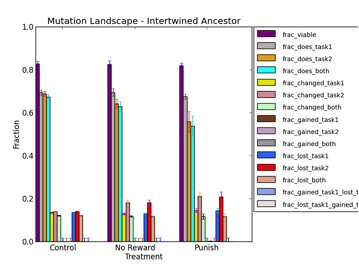 Mutation Landscape - Intertwined Ancestor
1.0
0.8
0.6
0.4
0.2
0.0
Fraction
Control
No Reward
Punish
Treatment
frac_viable
frac_does_task1
frac_does_task2
frac_does_both
frac_changed_task1
frac_changed_task2
frac_changed_both
frac_gained_task1
frac_gained_task2
frac_gained_both
frac_lost_task1
frac_lost_task2
frac_lost_both
frac_gained_task1_lost_t
frac_lost_task1_gained_t